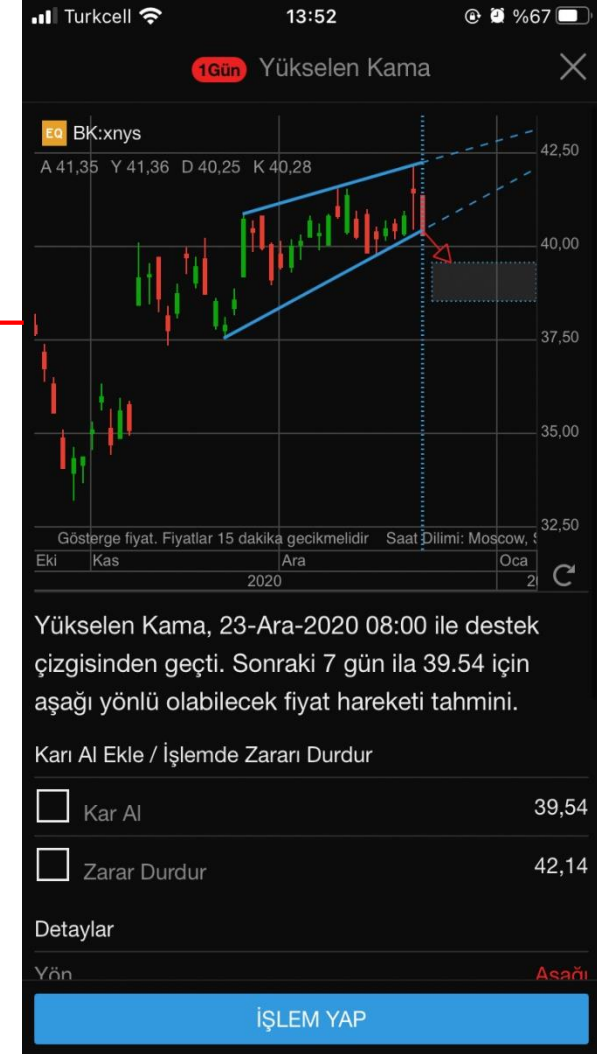 Turkcell 13:52 %67
1Gün Yükselen Kama
EQ BK:xnys
A 41,35 Y 41,36 D 40,25 K 40,28
42,50
40,00
37,50
35,00
32,50
Gösterge fiyat. Fiyatlar 15 dakika gecikmelidir Saat Dilimi: Moscow,
Eki Kas Ara Oca
2020
Yükselen Kama, 23-Ara-2020 08:00 ile destek
çizgisinden geçti. Sonraki 7 gün ila 39.54 için
aşağı yönlü olabilecek fiyat hareketi tahmini.
Karı Al Ekle / İşlemde Zararı Durdur
Kar Al 39,54
Zarar Durdur 42,14
Detaylar
Yön Aşağı
İŞLEM YAP